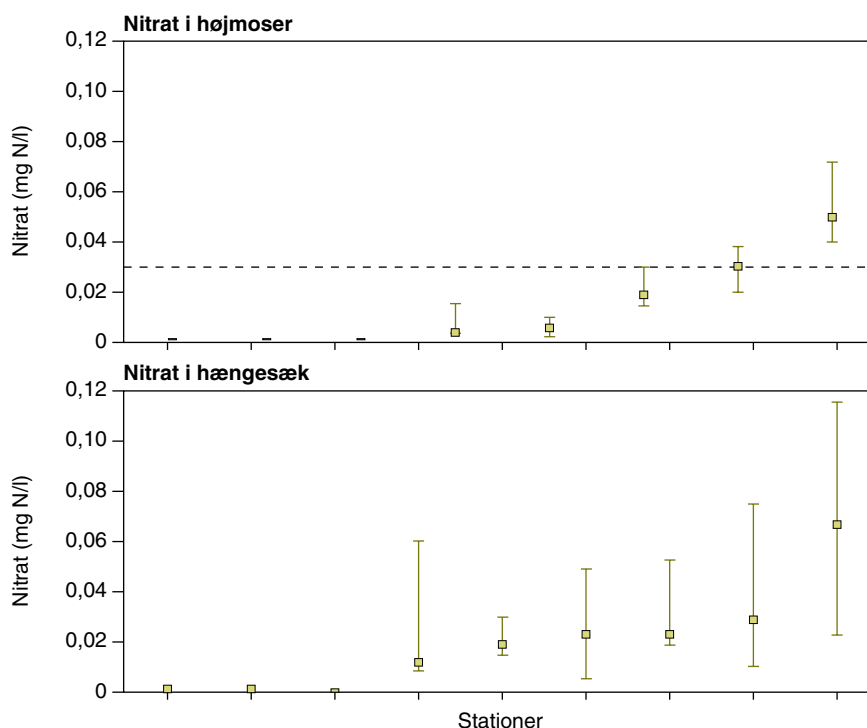 Nitrat i højmoser
0,12
0,10
0,08
0,06
0,04
0,02
0
Nitrat (mg N/l)
Nitrat i hængesæk
0,12
0,10
0,08
0,06
0,04
0,02
0
Nitrat (mg N/l)
Stationer